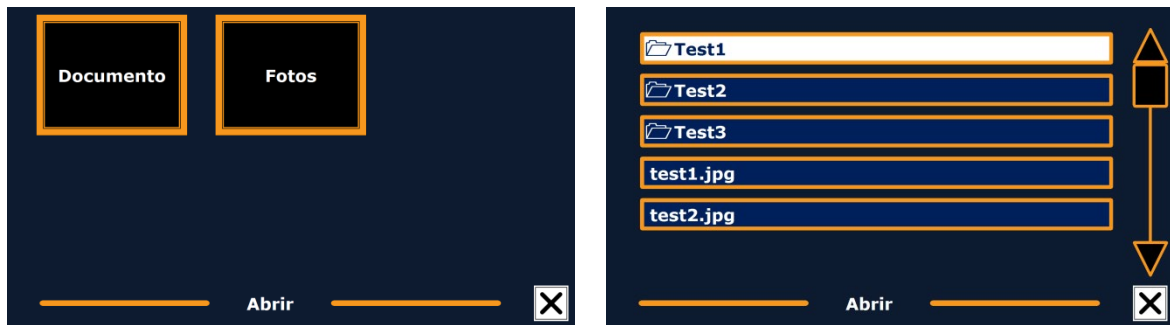 Documento
Fotos
Abrir
Test1
Test2
Test3
test1.jpg
test2.jpg
Abrir